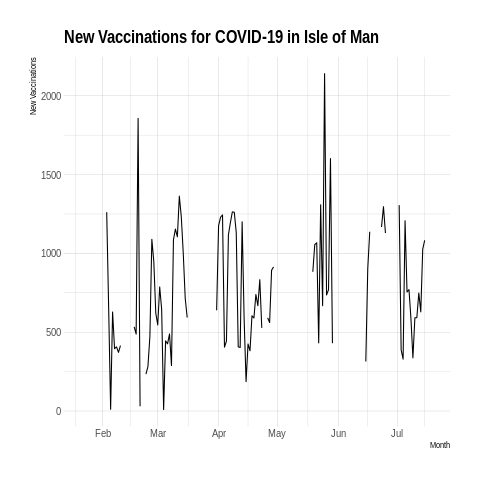 New Vaccinations for COVID-19 in Isle of Man
New Vaccinations
2000
1500
1000
500
0
Feb Mar Apr May Jun Jul
Month